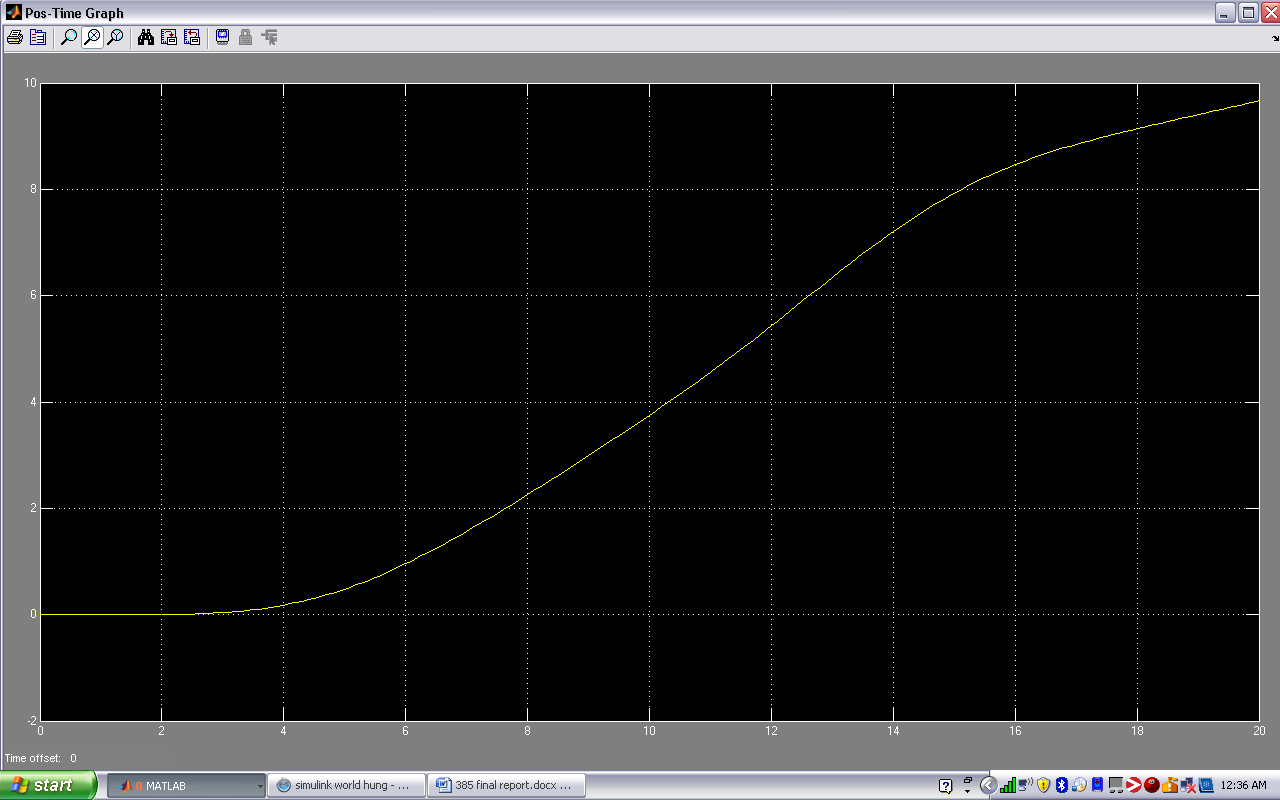 Pos-Time Graph
10
8
6
4
2
0
-2
0 2 4 6 8 10 12 14 16 18 20
Time offset: 0
start 8 MATLAB simulink world hung - ... 385 final report.docx ... 12:36 AM